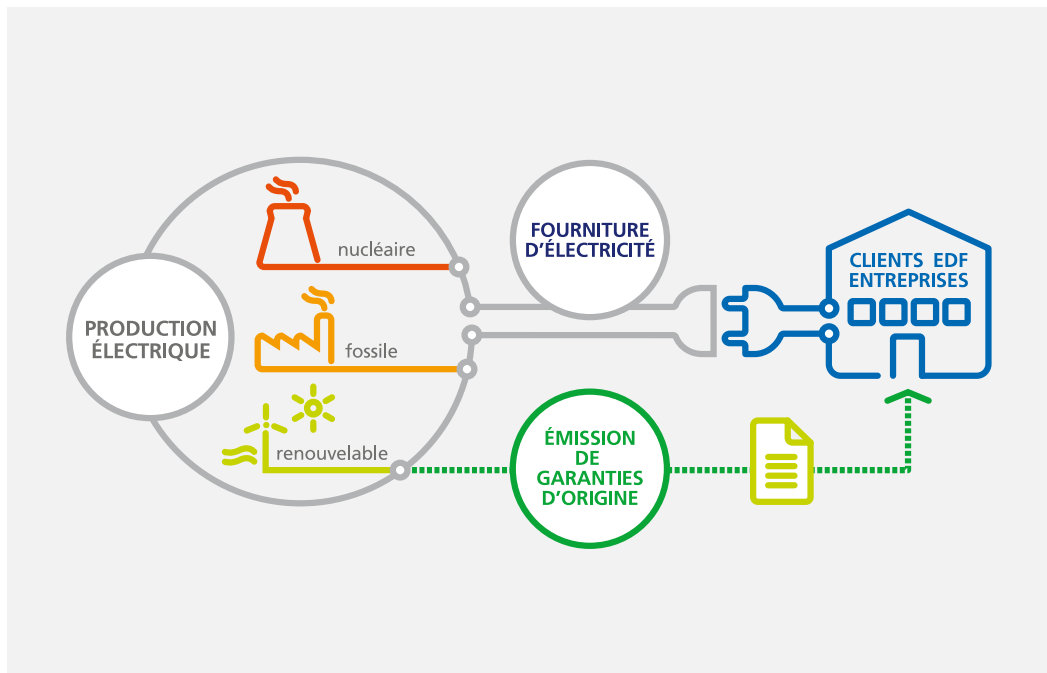 PRODUCTION
ÉLECTRIQUE
nucléaire
fossile
renouvelable
FOURNITURE
D'ÉLECTRICITÉ
ÉMISSION
DE
GARANTIES
D'ORIGINE
CLIENTS EDF
ENTREPRISES